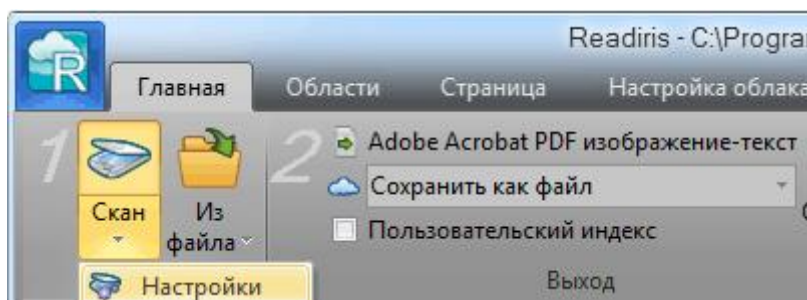 Readiris - C:\Progra
R
Главная Области Страница Настройка облака
1 2 Adobe Acrobat PDF изображение-текст
Сохранить как файл
Скан Из файла
Пользовательский индекс
Настройки Выход